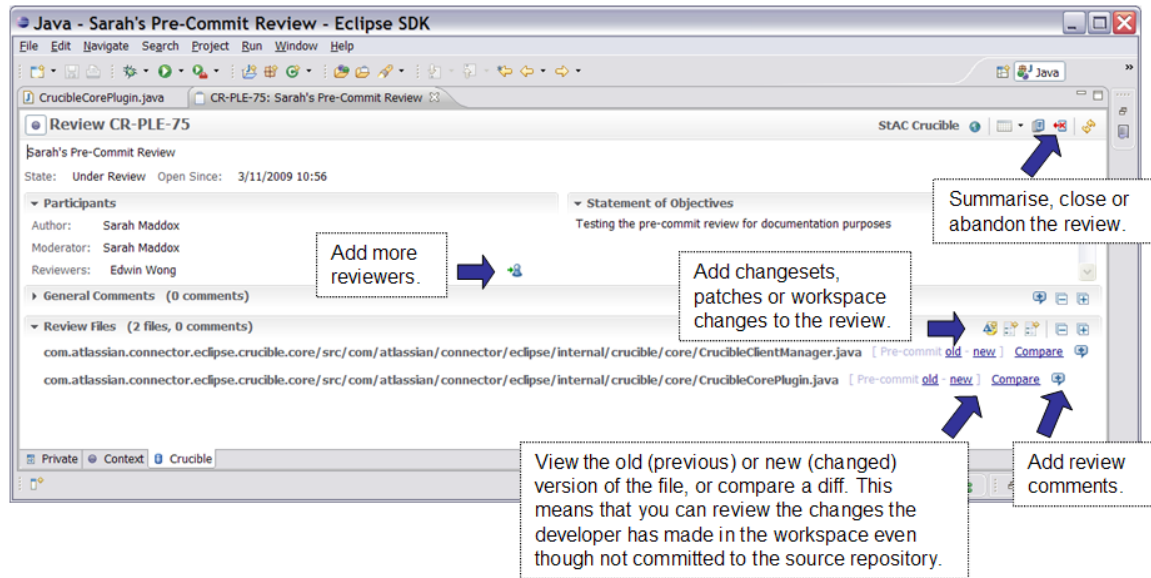 Java - Sarah's Pre-Commit Review - Eclipse SDK
File Edit Navigate Search Project Run Window Help
Java
»
CrucibleCorePlugin.java
CR-PLE-75: Sarah's Pre-Commit Review
Review CR-PLE-75
StAC Crucible
Sarah's Pre-Commit Review
State: Under Review Open Since: 3/11/2009 10:56
Summarise, close or
abandon the review.
Participants
Author: Sarah Maddox
Moderator: Sarah Maddox
Reviewers: Edwin Wong
Add more
reviewers.
Statement of Objectives
Testing the pre-commit review for documentation purposes
Add changesets,
patches or workspace
changes to the review.
General Comments (0 comments)
Review Files (2 files, 0 comments)
com.atlassian.connector.eclipse.crucible.core/src/com/atlassian/connector/eclipse/internal/crucible/core/CrucibleClientManager.java [ Pre-commit old - new ] Compare
com.atlassian.connector.eclipse.crucible.core/src/com/atlassian/connector/eclipse/internal/crucible/core/CrucibleCorePlugin.java [ Pre-commit old - new ] Compare
Private Context Crucible
View the old (previous) or new (changed)
version of the file, or compare a diff. This
means that you can review the changes the
developer has made in the workspace even
though not committed to the source repository.
Add review
comments.